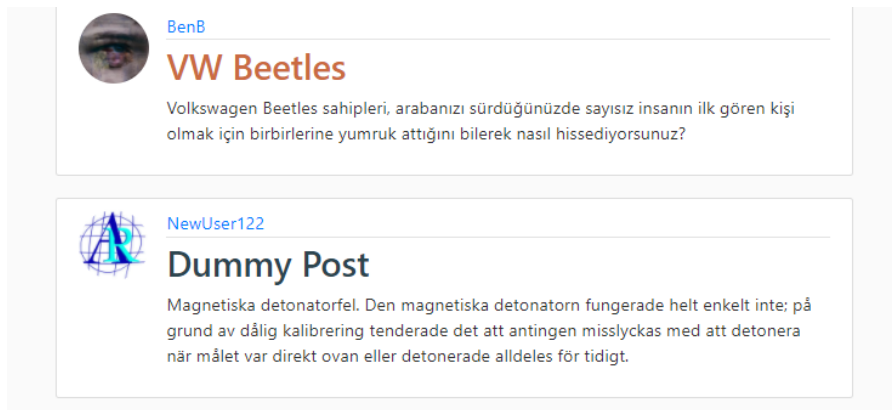 BenB
VW Beetles
Volkswagen Beetles sahipleri, arabanızı sürdüğünüzde sayısız insanın ilk gören kişi
olmak için birbirlerine yumruk attığını bilerek nasıl hissediyorsunuz?
AR
NewUser122
Dummy Post
Magnetiska detonatorfel. Den magnetiska detonatorn fungerade helt enkelt inte; på
grund av dålig kalibrering tenderade det att antingen misslyckas med att detonera
när målet var direkt ovan eller detonerade alldeles för tidigt.